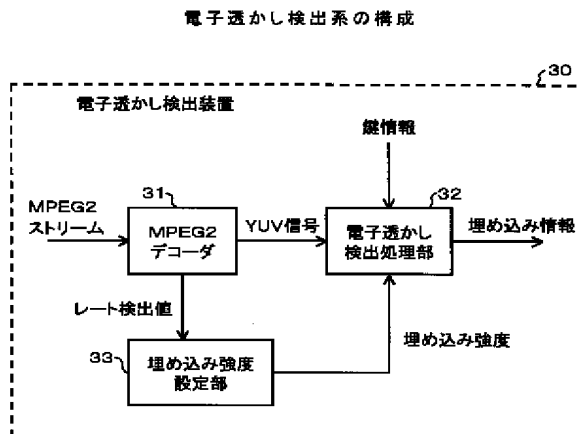 電子透かし検出系の構成
30
電子透かし検出装置
鍵情報
31
32
MPEG2
ストリーム
MPEG2
デコーダ
YUV信号
電子透かし
検出処理部
埋め込み情報
レート検出値
埋め込み強度
33
埋め込み強度
設定部